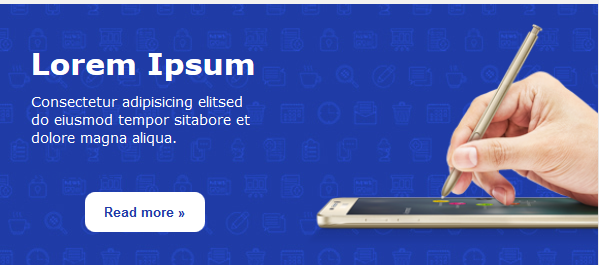 Lorem Ipsum
Consectetur adipisicing elitsed
do eiusmod tempor sitabore et
dolore magna aliqua.
Read more »